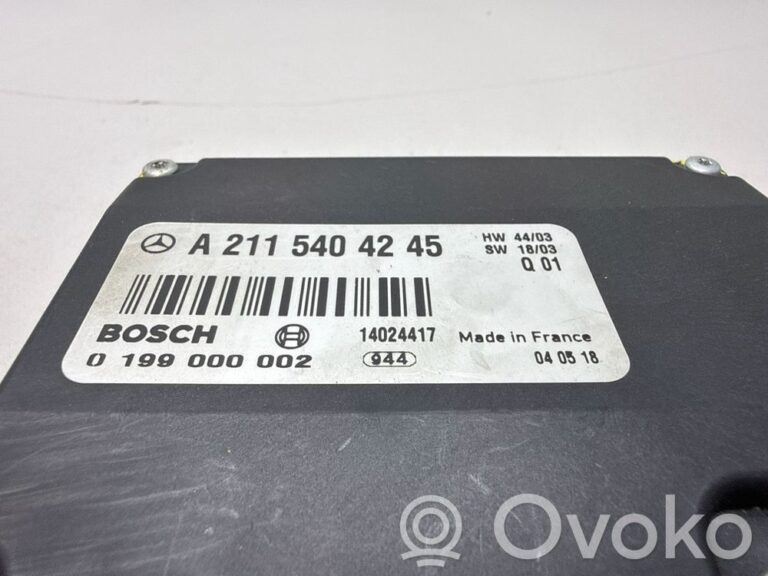 A 211 540 42 45
HW 44/03
SW 18/03
Q 01
BOSCH
14024417
Made in France
0 199 000 002
944
04 05 18
Ovoko